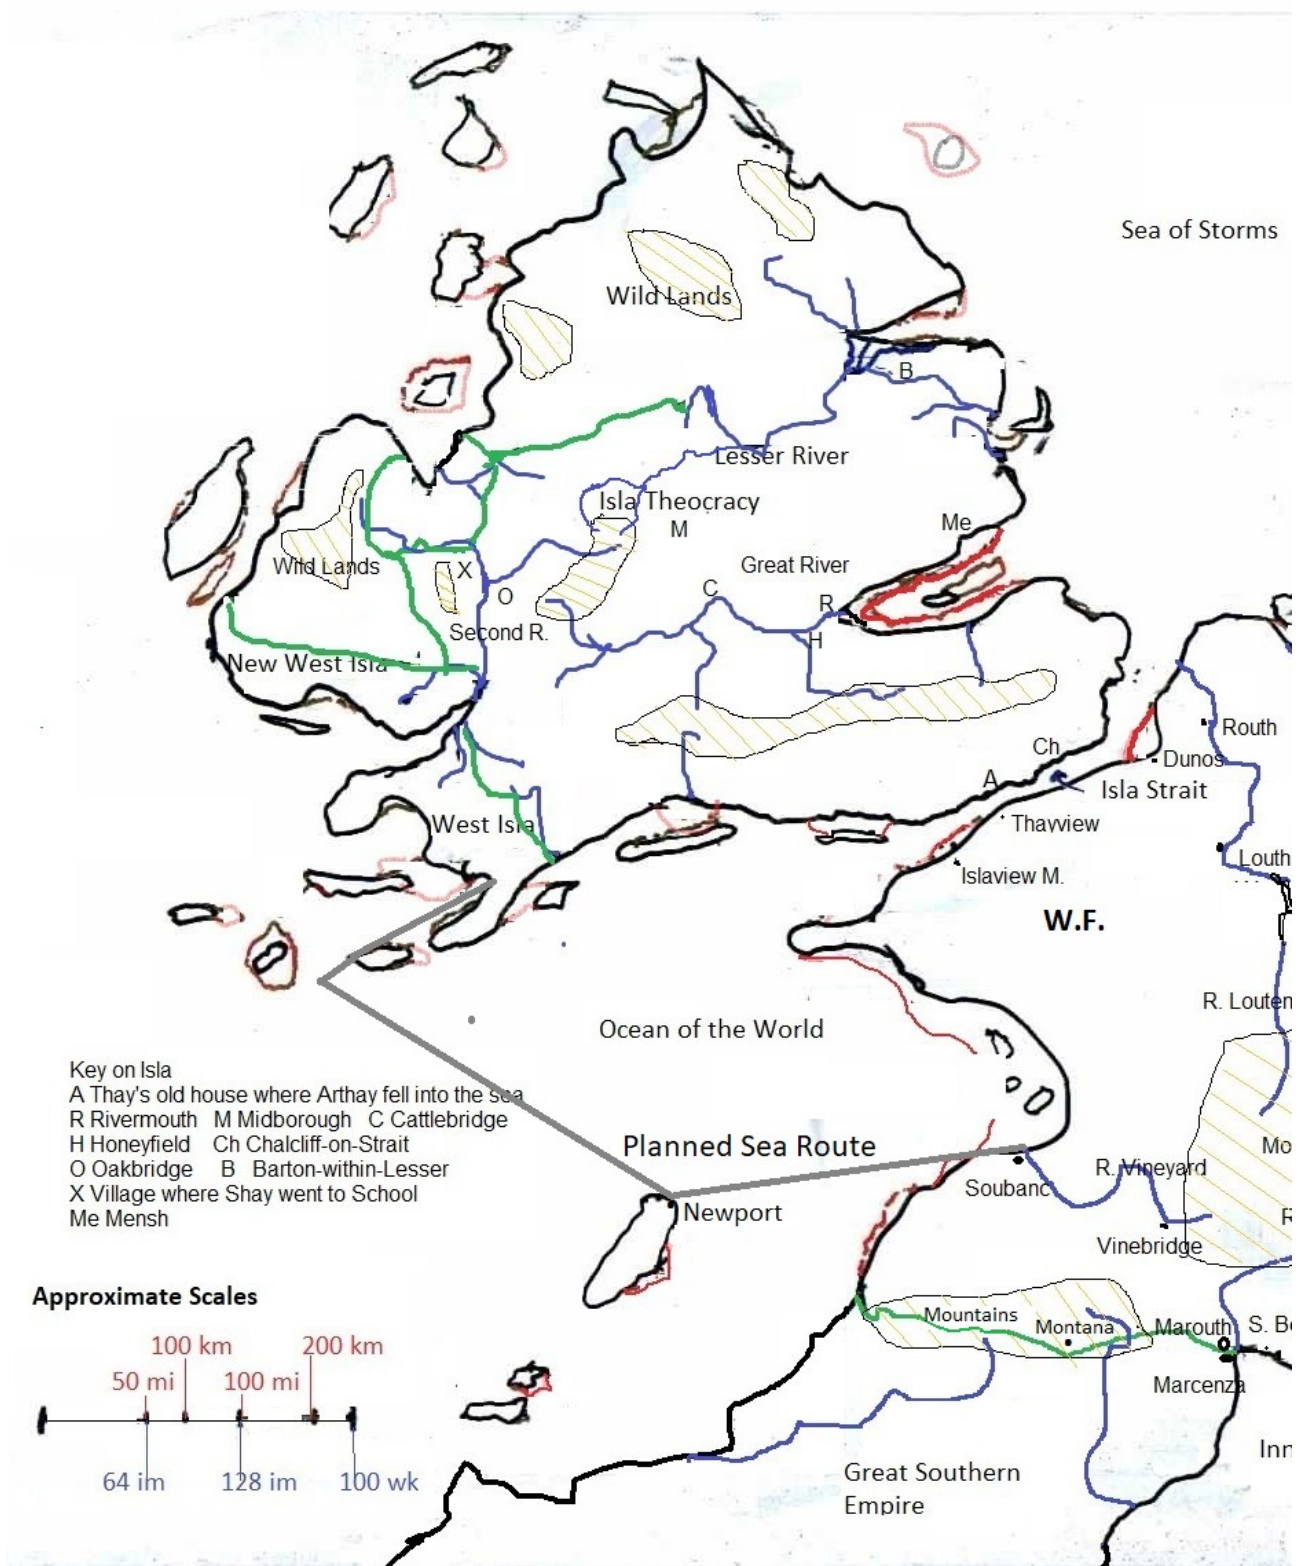 Sea of Storms
Wild Lands
B
Lesser River
Isla Theocracy
M
Me
Wild Lands
X
O
C
Great River
R
H
Second R.
New West Isla
Ch
A
Routh
Dunos
Isla Strait
West Isla
Thayview
Louth
Islaview M.
W.F.
R. Louten
Ocean of the World
Key on Isla
A Thay's old house where Arthay fell into the sea
R Rivermouth M Midborough C Cattlebridge
H Honeyfield Ch Chalcliff-on-Strait
O Oakbridge B Barton-within-Lesser
X Village where Shay went to School
Me Mensh
Planned Sea Route
Mo
R. Vineyard
Soubanc
Newport
R
Vinebridge
Approximate Scales
Mountains
Montana
Marouth
S. Be
100 km
200 km
50 mi
100 mi
Marcenza
64 im
128 im
100 wk
Inn
Great Southern
Empire